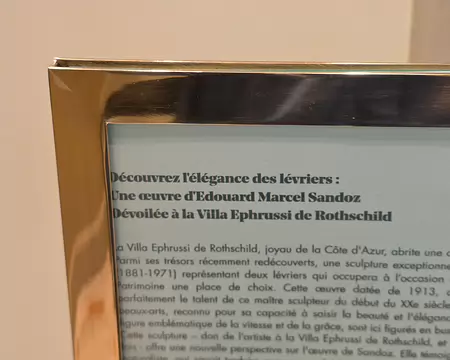 Découvrez l'élégance des lévriers :
Une œuvre d'Edouard Marcel Sandoz
Dévoilée à la Villa Ephrussi de Rothschild
La Villa Ephrussi de Rothschild, joyau de la Côte d'Azur, abrite une
Parmi ses trésors récemment redécouverts, une sculpture exceptionne
(1881-1971) représentant deux lévriers qui occupera à l'occasion
Patrimoine une place de choix. Cette œuvre datée de 1913,
parfaitement le talent de ce maître sculpteur du début du XXe siècle
beaux-arts, reconnu pour sa capacité à saisir la beauté et l'élégan
figure emblématique de la vitesse et de la grâce, sont ici figurés en bus
Cette sculpture – don de l'artiste à la Villa Ephrussi de Rothschild, et
offre une nouvelle perspective sur l'œuvre de Sandoz. Elle témoig